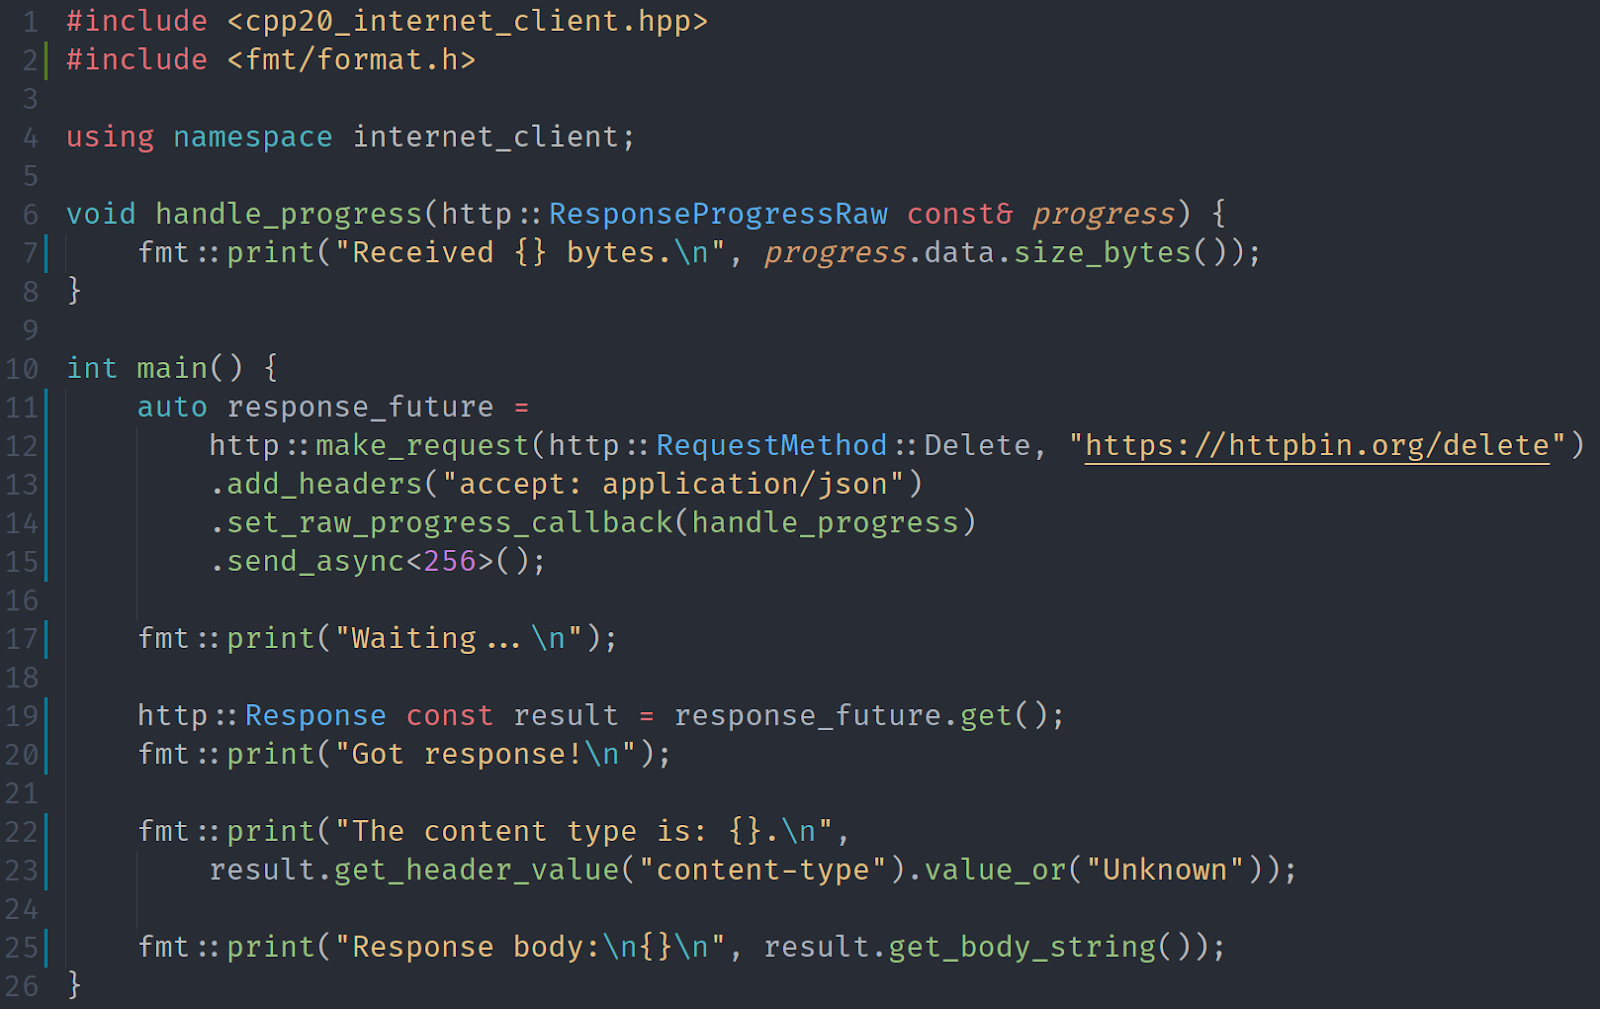 1 #include <cpp20_internet_client.hpp>
2 #include <fmt/format.h>
3
4 using namespace internet_client;
5
6 void handle_progress(http::ResponseProgressRaw const& progress) {
7     fmt::print("Received {} bytes.\n", progress.data.size_bytes());
8 }
9
10 int main() {
11     auto response_future =
12         http::make_request(http::RequestMethod::Delete, "https://httpbin.org/delete")
13         .add_headers("accept: application/json")
14         .set_raw_progress_callback(handle_progress)
15         .send_async<256>();
16
17     fmt::print("Waiting...\n");
18
19     http::Response const result = response_future.get();
20     fmt::print("Got response!\n");
21
22     fmt::print("The content type is: {}.\n",
23         result.get_header_value("content-type").value_or("Unknown"));
24
25     fmt::print("Response body:\n{}\n", result.get_body_string());
26 }